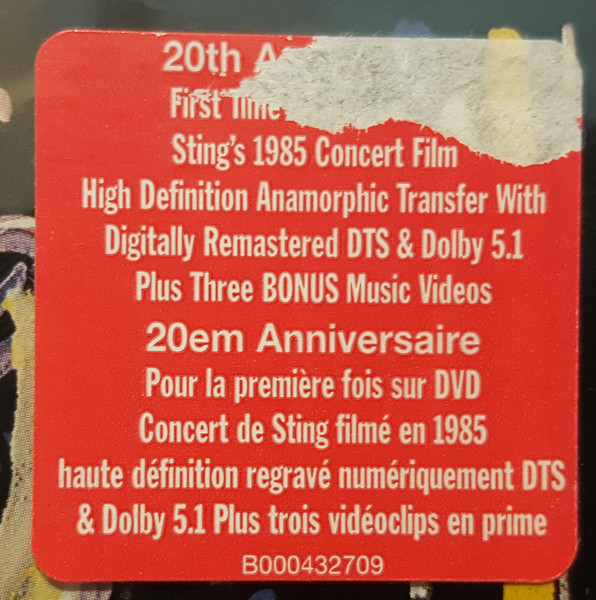 20th A
First Time
Sting's 1985 Concert Film
High Definition Anamorphic Transfer With
Digitally Remastered DTS & Dolby 5.1
Plus Three BONUS Music Videos
20em Anniversaire
Pour la première fois sur DVD
Concert de Sting filmé en 1985
haute définition regravé numériquement DTS
& Dolby 5.1 Plus trois vidéoclips en prime
B000432709